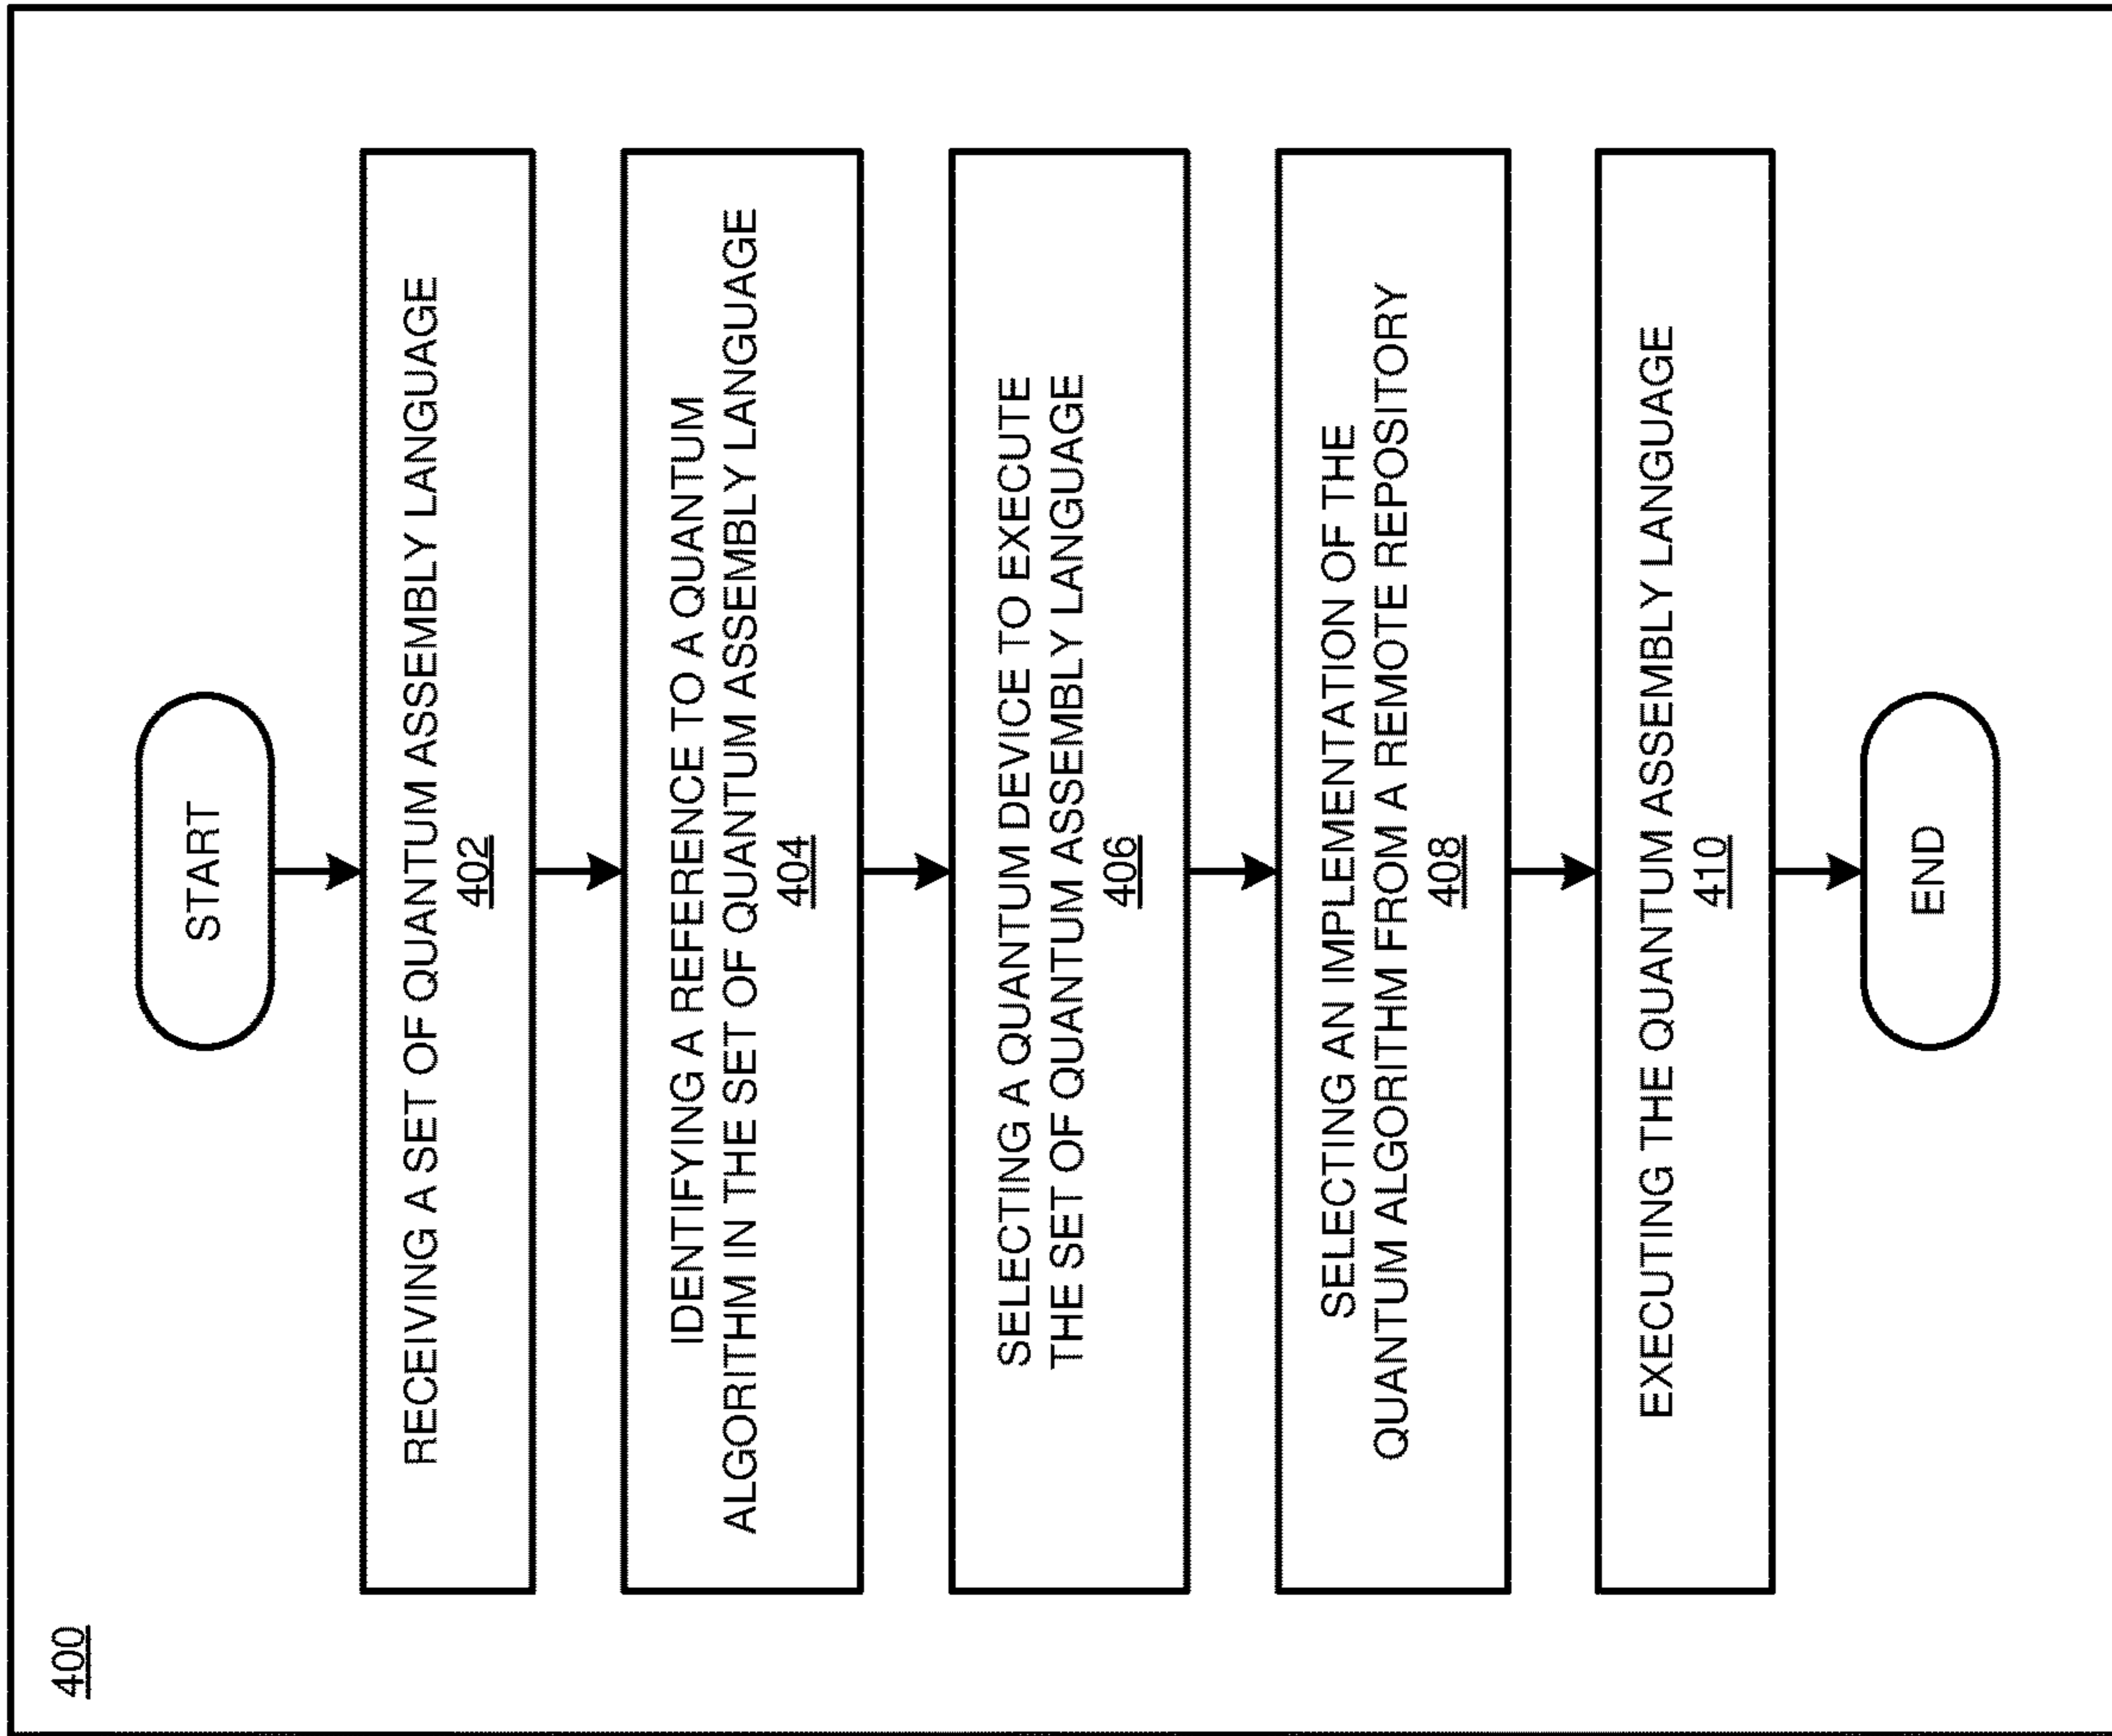 400
START
RECEIVING A SET OF QUANTUM ASSEMBLY LANGUAGE
402
IDENTIFYING A REFERENCE TO A QUANTUM
ALGORITHM IN THE SET OF QUANTUM ASSEMBLY LANGUAGE
404
SELECTING A QUANTUM DEVICE TO EXECUTE
THE SET OF QUANTUM ASSEMBLY LANGUAGE
406
SELECTING AN IMPLEMENTATION OF THE
QUANTUM ALGORITHM FROM A REMOTE REPOSITORY
408
EXECUTING THE QUANTUM ASSEMBLY LANGUAGE
410
END